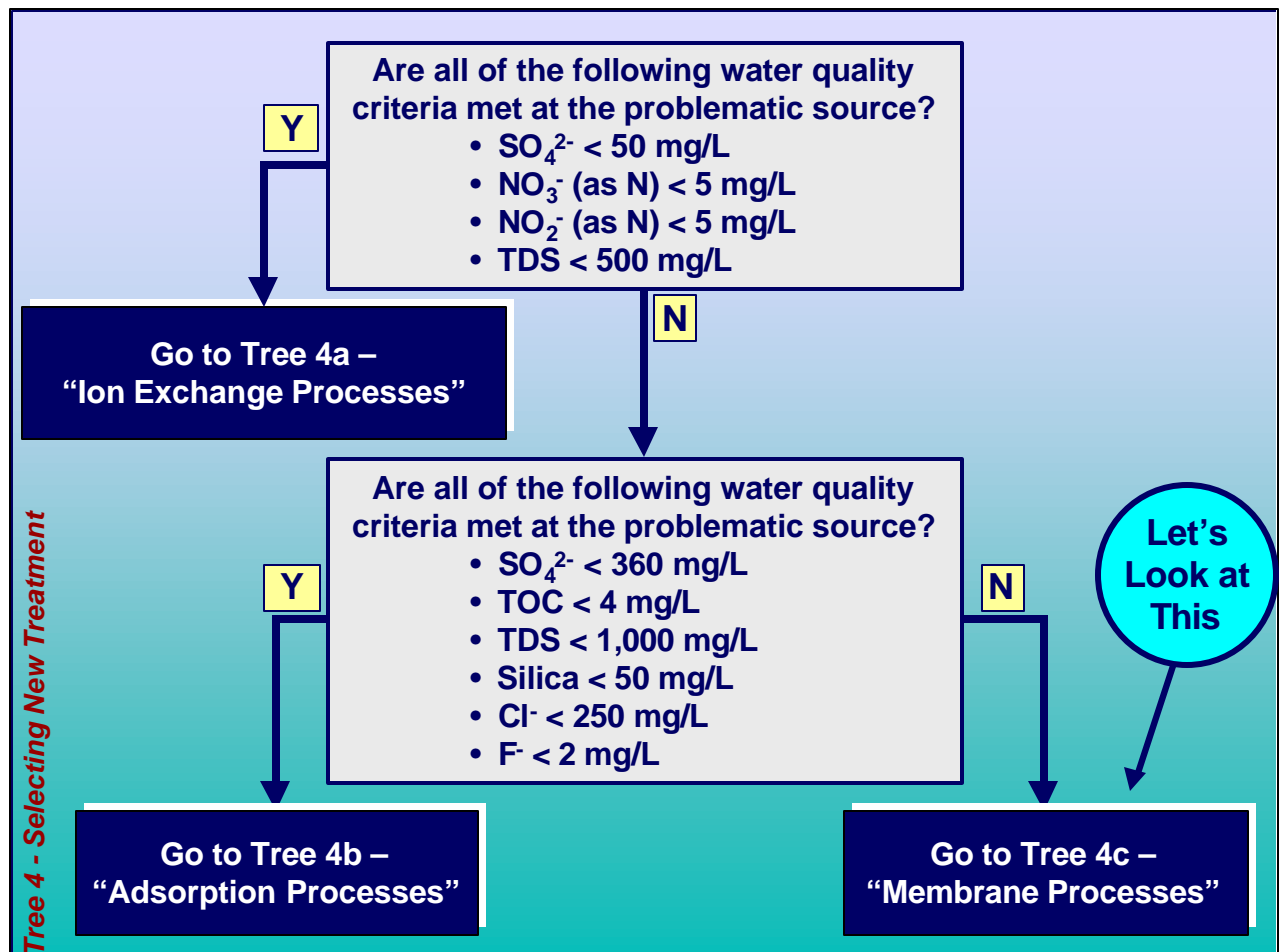 Are all of the following water quality
criteria met at the problematic source?
• SO₄²⁻ < 50 mg/L
• NO₃⁻ (as N) < 5 mg/L
• NO₂⁻ (as N) < 5 mg/L
• TDS < 500 mg/L
Y
N
Go to Tree 4a –
“Ion Exchange Processes”
Are all of the following water quality
criteria met at the problematic source?
• SO₄²⁻ < 360 mg/L
• TOC < 4 mg/L
• TDS < 1,000 mg/L
• Silica < 50 mg/L
• Cl⁻ < 250 mg/L
• F⁻ < 2 mg/L
Y
N
Let’s
Look at
This
Go to Tree 4b –
“Adsorption Processes”
Go to Tree 4c –
“Membrane Processes”
Tree 4 - Selecting New Treatment